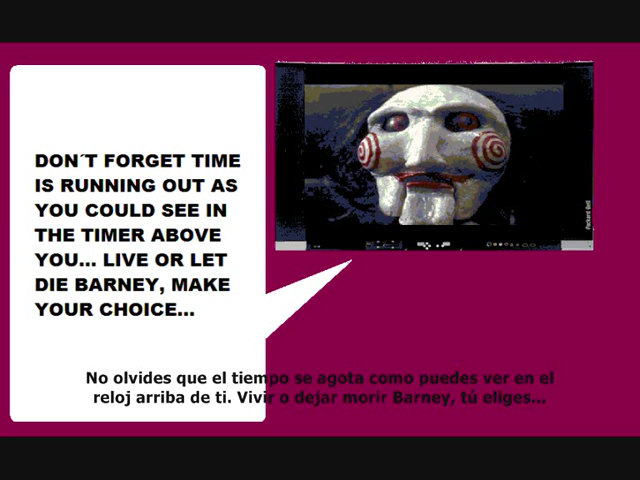 DON´T FORGET TIME
IS RUNNING OUT AS
YOU COULD SEE IN
THE TIMER ABOVE
YOU... LIVE OR LET
DIE BARNEY, MAKE
YOUR CHOICE...
Packard Bell
No olvides que el tiempo se agota como puedes ver en el
reloj arriba de ti. Vivir o dejar morir Barney, tú eliges...